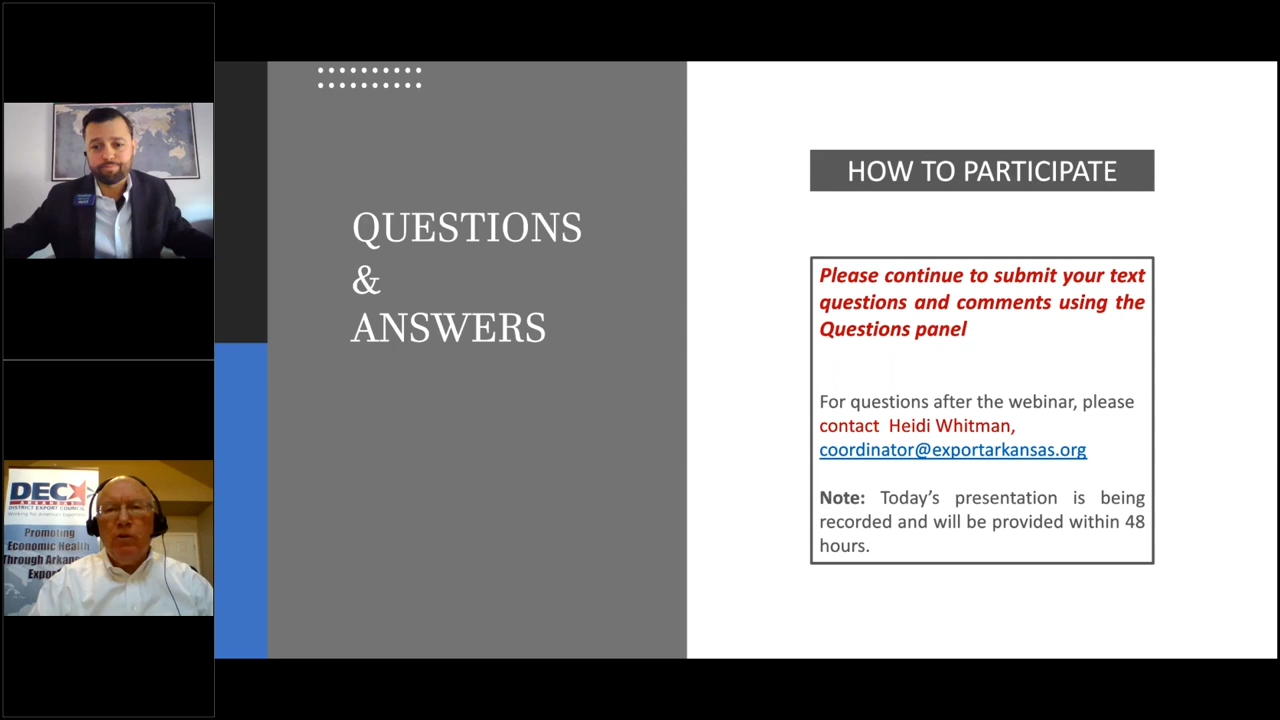 QUESTIONS
&
ANSWERS
HOW TO PARTICIPATE
Please continue to submit your text
questions and comments using the
Questions panel
For questions after the webinar, please
contact Heidi Whitman,
coordinator@exportarkansas.org
Note: Today's presentation is being
recorded and will be provided within 48
hours.
DEC
ARKANSAS
DISTRICT EXPORT COUNCIL
Promoting
Economic Health
Through Arkan
Expor